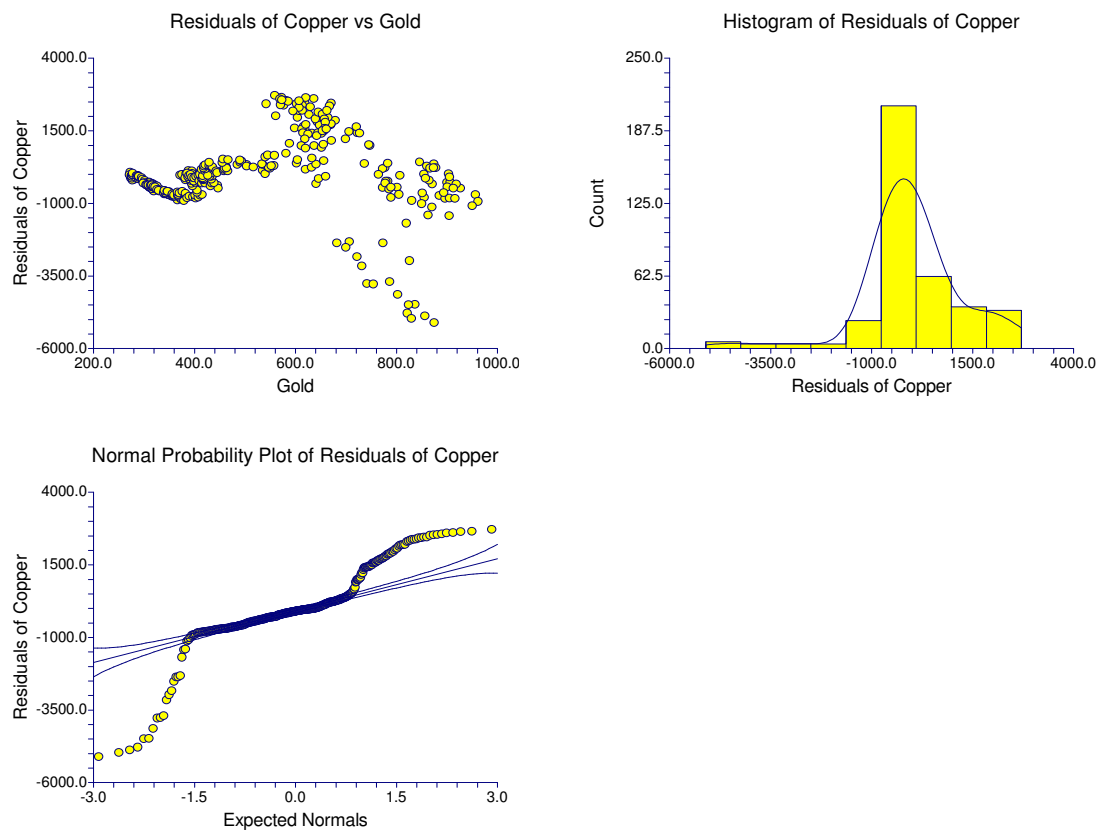 Residuals of Copper vs Gold
4000.0
1500.0
-1000.0
-3500.0
-6000.0
Residuals of Copper
200.0 400.0 600.0 800.0 1000.0
Gold
Histogram of Residuals of Copper
250.0
187.5
125.0
62.5
0.0
Count
-6000.0 -3500.0 -1000.0 1500.0 4000.0
Residuals of Copper
Normal Probability Plot of Residuals of Copper
4000.0
1500.0
-1000.0
-3500.0
-6000.0
Residuals of Copper
-3.0 -1.5 0.0 1.5 3.0
Expected Normals